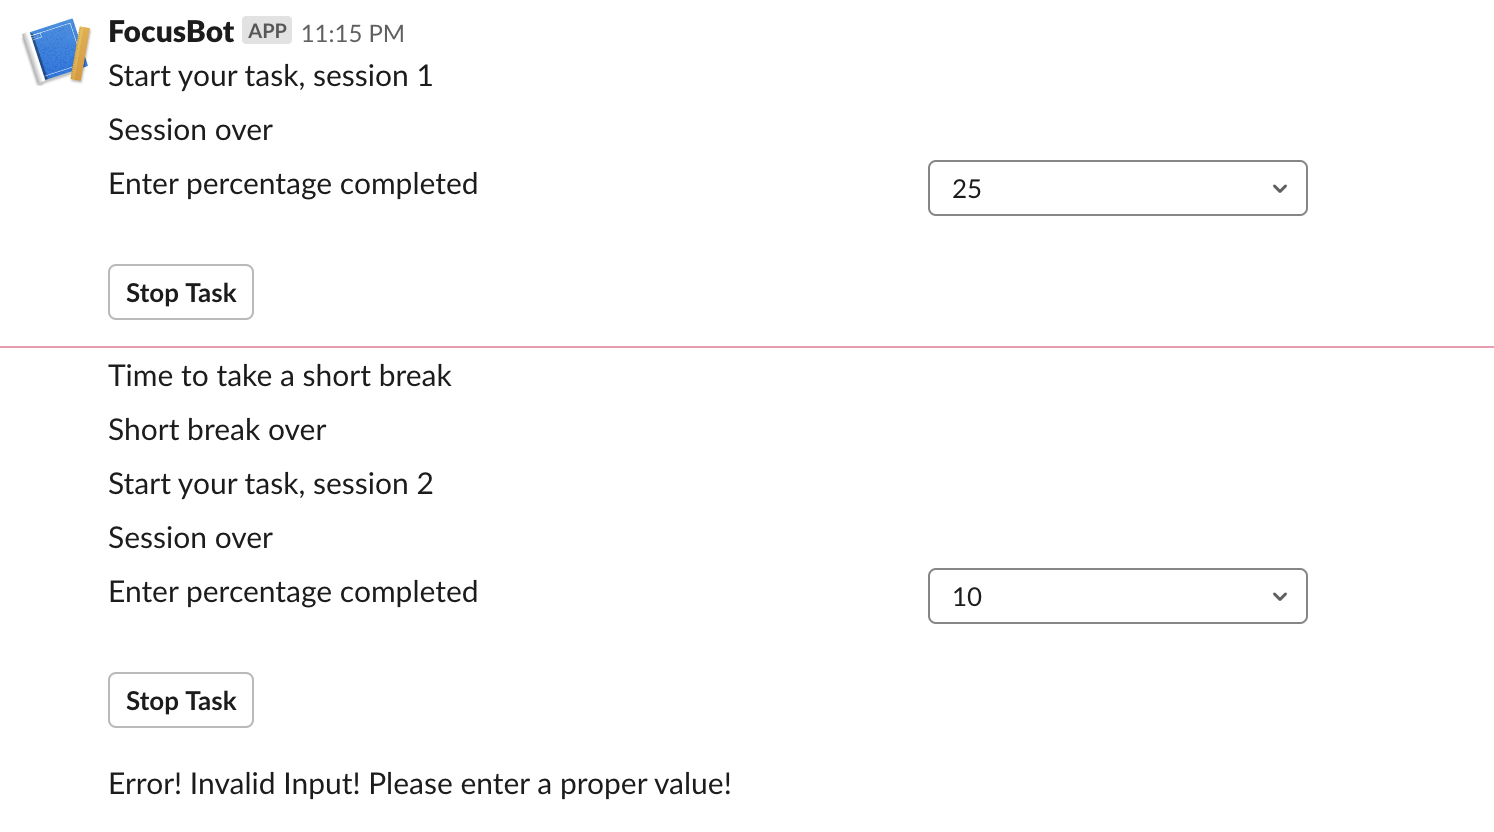 FocusBot APP 11:15 PM
Start your task, session 1
Session over
Enter percentage completed
25
Stop Task
Time to take a short break
Short break over
Start your task, session 2
Session over
Enter percentage completed
10
Stop Task
Error! Invalid Input! Please enter a proper value!